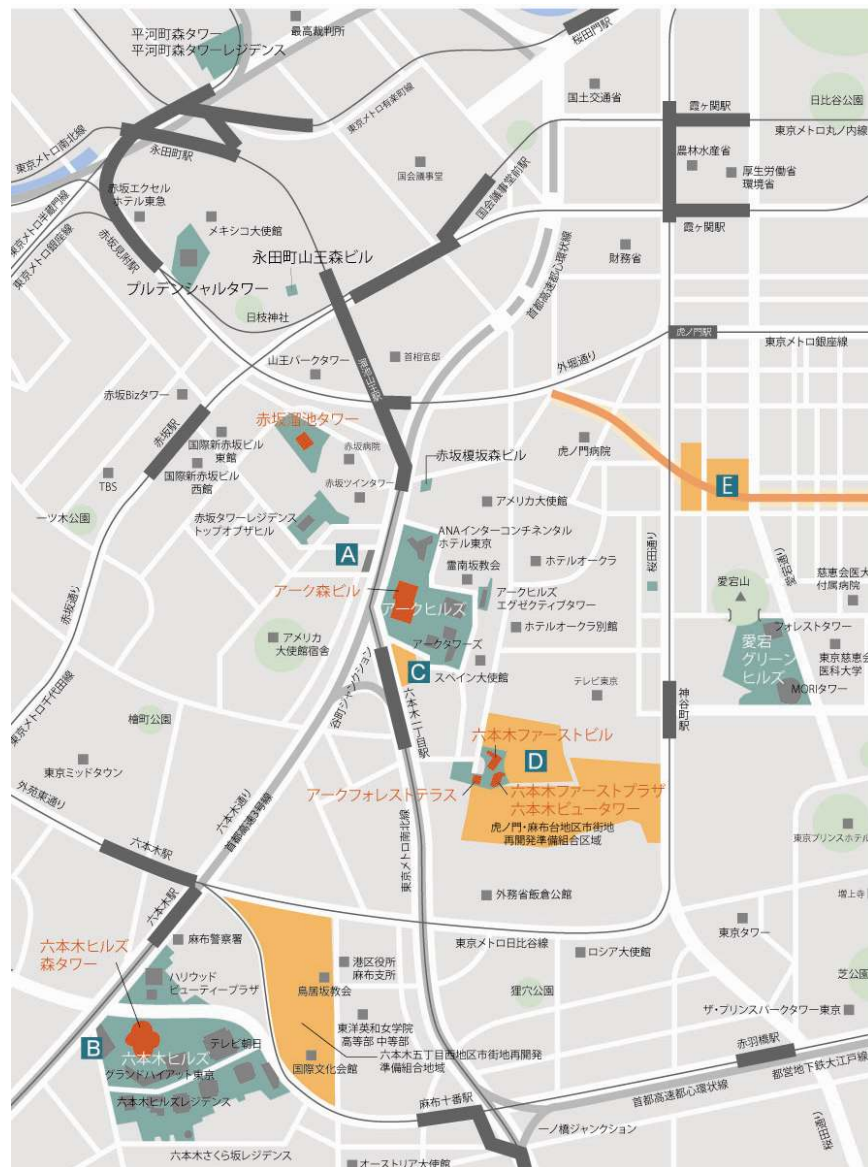 平河町森タワー
平河町森タワーレジデンス
最高裁判所
桜田門駅
国土交通省
霞ヶ関駅
日比谷公園
東京メトロ有楽町線
東京メトロ丸ノ内線
東京メトロ南北線
永田町駅
国会議事堂
国会議事堂前駅
農林水産省
厚生労働省
環境省
東京メトロ半蔵門線
東京メトロ銀座線
赤坂エクセル
ホテル東急
赤坂見附駅
メキシコ大使館
霞ヶ関駅
首都高速都心環状線
財務省
永田町山王森ビル
プルデンシャルタワー
日枝神社
虎ノ門駅
東京メトロ銀座線
外堀通り
山王パークタワー
首相官邸
溜池山王駅
赤坂Bizタワー
赤坂駅
赤坂溜池タワー
国際新赤坂ビル
東館
赤坂病院
虎ノ門病院
国際新赤坂ビル
西館
赤坂榎坂森ビル
TBS
赤坂ツインタワー
アメリカ大使館
E
一ツ木公園
赤坂タワーレジデンス
トップオブザヒル
ANAインターコンチネンタル
ホテル東京
桜田通り
愛宕通り
A
霊南坂教会
ホテルオークラ
愛宕山
慈恵会医大
付属病院
アーク森ビル
アークヒルズ
アークヒルズ
エグゼクティブタワー
赤坂通り
アメリカ
大使館宿舎
アークタワーズ
ホテルオークラ別館
フォレストタワー
愛宕
グリーン
ヒルズ
東京慈恵会
医科大学
C
スペイン大使館
谷町ジャンクション
六本木一丁目駅
テレビ東京
神谷町駅
MORIタワー
東京メトロ千代田線
檜町公園
六本木ファーストビル
D
東京ミッドタウン
アークフォレストテラス
六本木ファーストプラザ
六本木ビュータワー
外苑東通り
六本木通り
首都高速3号線
虎ノ門・麻布台地区市街地
再開発準備組合区域
東京メトロ南北線
東京プリンスホテル
六本木駅
六本木駅
外務省飯倉公館
増上寺
東京タワー
六本木ヒルズ
森タワー
麻布警察署
東京メトロ日比谷線
ロシア大使館
港区役所
麻布支所
芝公園
ハリウッド
ビューティープラザ
鳥居坂教会
狸穴公園
ザ・プリンスパークタワー東京
東洋英和女学院
高等部 中等部
B
テレビ朝日
赤羽橋駅
六本木ヒルズ
国際文化会館
六本木五丁目西地区市街地再開発
準備組合地域
グランドハイアット東京
都営地下鉄大江戸線
六本木ヒルズレジデンス
麻布十番駅
首都高速都心環状線
一ノ橋ジャンクション
桜田通り
六本木さくら坂レジデンス
オーストリア大使館